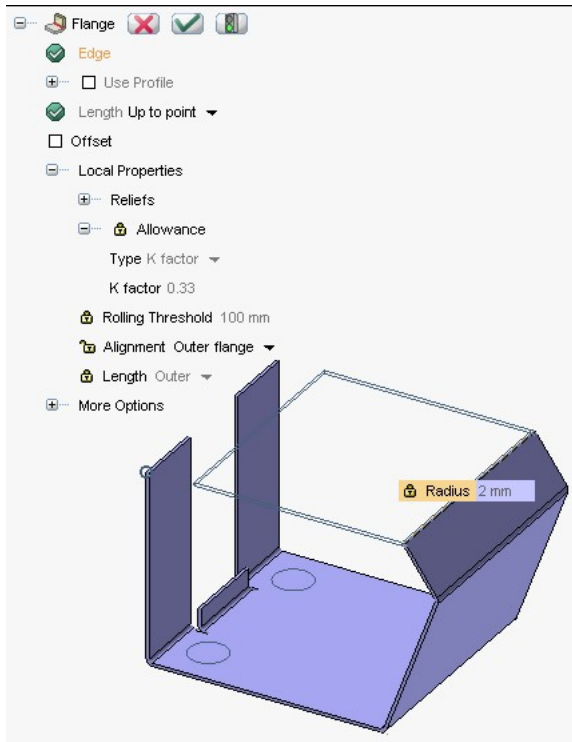 Flange
Edge
Use Profile
Length Up to point
Offset
Local Properties
Reliefs
Allowance
Type K factor
K factor 0.33
Rolling Threshold 100 mm
Alignment Outer flange
Length Outer
More Options
Radius 2 mm